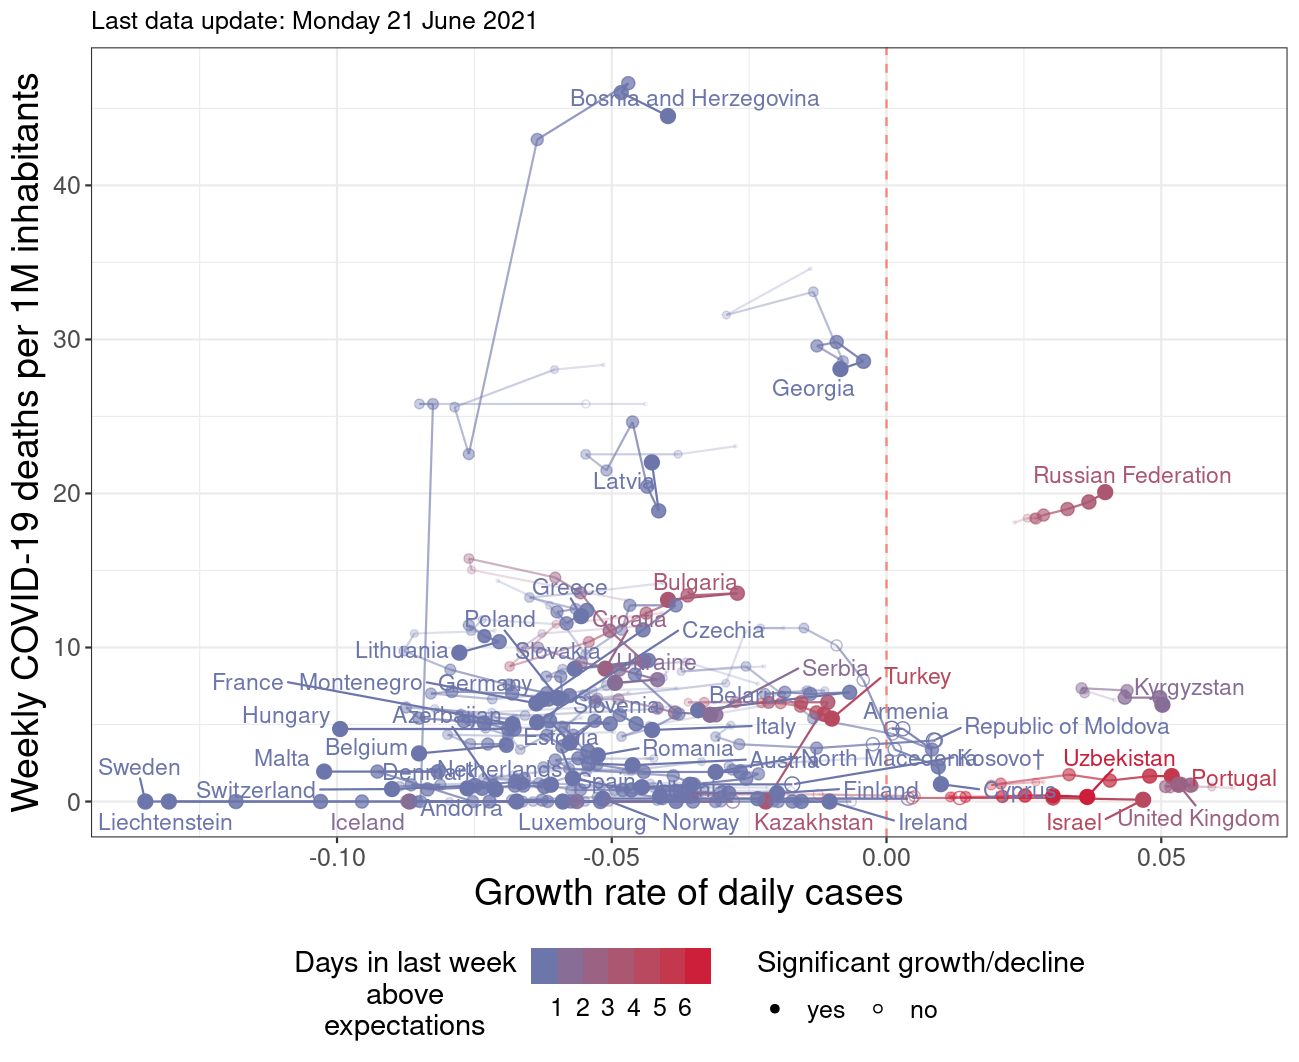 Last data update: Monday 21 June 2021
Weekly COVID-19 deaths per 1M inhabitants
40
30
20
10
0
Bosnia and Herzegovina
Georgia
Latvia
Russian Federation
Greece
Bulgaria
Poland
Croatia
Czechia
Lithuania
Slovakia
Ukraine
Serbia
Turkey
France
Montenegro
Germany
Belarus
Kyrgyzstan
Hungary
Azerbaijan
Slovenia
Armenia
Estonia
Italy
Republic of Moldova
Malta
Belgium
Romania
Austria
North Macedonia
Kosovo†
Uzbekistan
Sweden
Denmark
Netherlands
Spain
Portugal
Switzerland
Finland
Cyprus
Andorra
Liechtenstein
Iceland
Luxembourg
Norway
Kazakhstan
Ireland
Israel
United Kingdom
-0.10
-0.05
0.00
0.05
Growth rate of daily cases
Days in last week
above
expectations
1 2 3 4 5 6
Significant growth/decline
yes
no